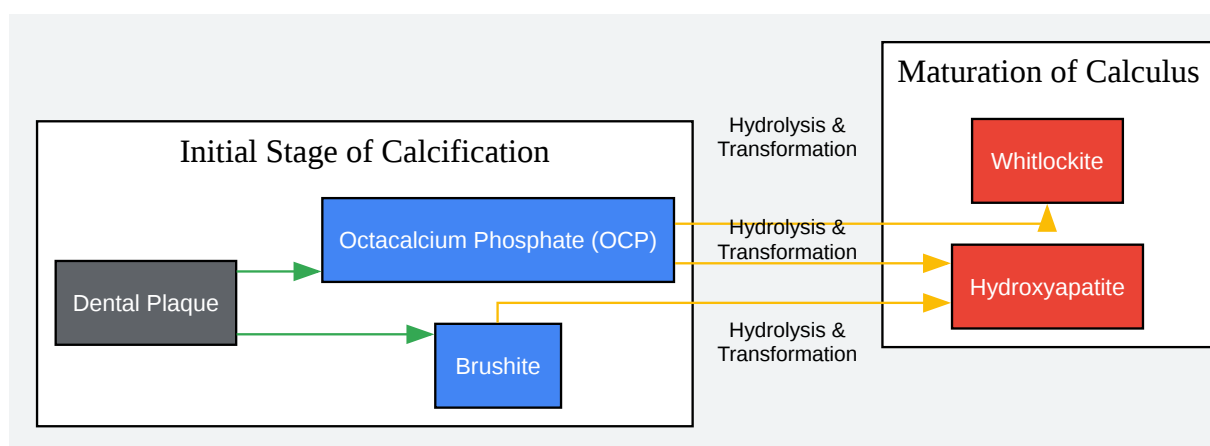 Maturation of Calculus
Hydrolysis &
Transformation
Initial Stage of Calcification
Whitlockite
Octacalcium Phosphate (OCP)
Hydrolysis &
Transformation
Dental Plaque
Hydroxyapatite
Hydrolysis &
Transformation
Brushite